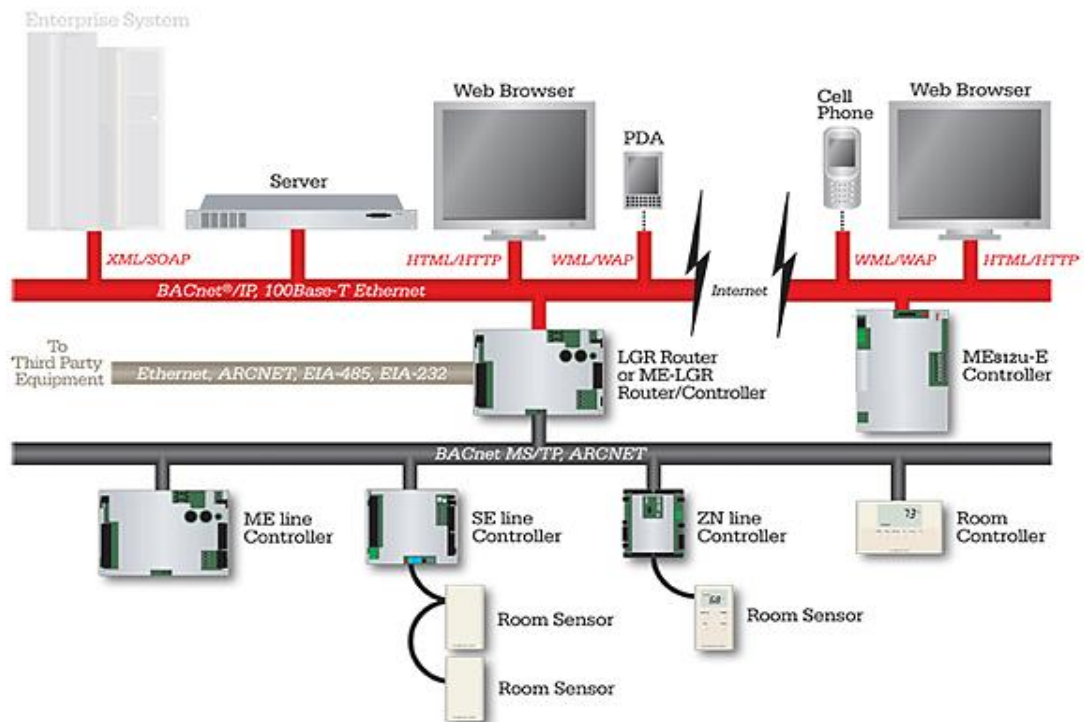 Enterprise System
Web Browser
Cell
Phone
Web Browser
PDA
Server
XML/SOAP
HTML/HTTP
WML/WAP
WML/WAP
HTML/HTTP
BACnet®/IP, 100Base-T Ethernet
Internet
To
Third Party
Equipment
Ethernet, ARCNET, EIA-485, EIA-232
LGR Router
or ME-LGR
Router/Controller
ME812u-E
Controller
BACnet MS/TP, ARCNET
ME line
Controller
SE line
Controller
ZN line
Controller
73°
Room
Controller
Room Sensor
68
Room Sensor
Room Sensor